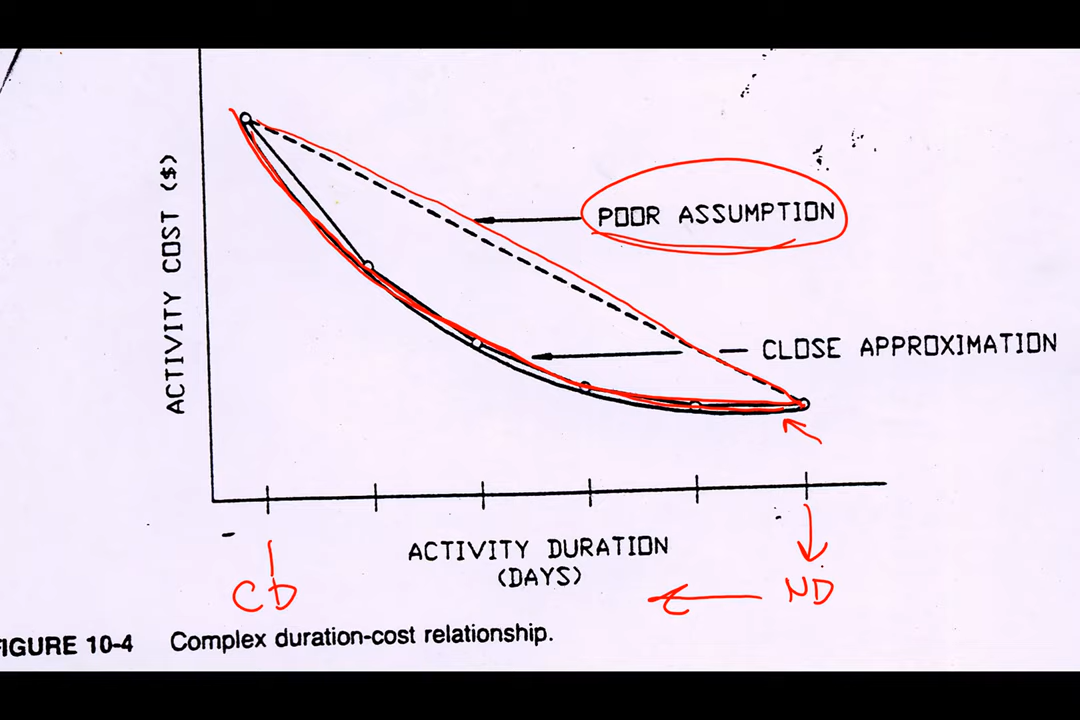 ACTIVITY COST ($)
POOR ASSUMPTION
CLOSE APPROXIMATION
ACTIVITY DURATION
(DAYS)
CD
ND
FIGURE 10-4 Complex duration-cost relationship.